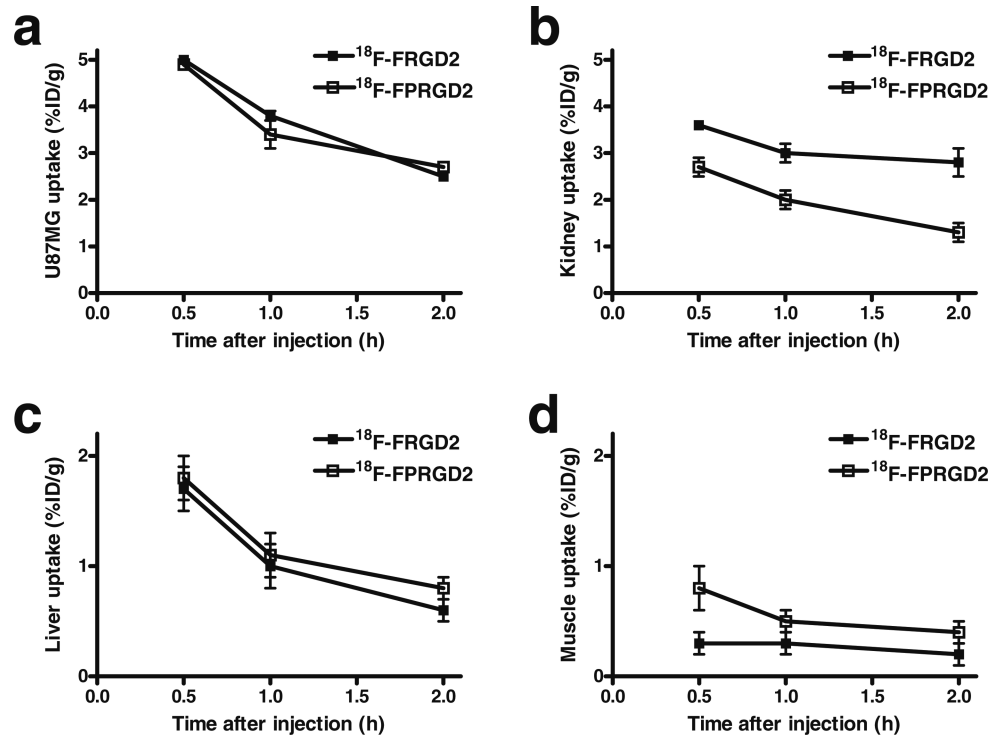 a
U87MG uptake (%ID/g)
5
4
3
2
1
0
0.0 0.5 1.0 1.5 2.0
Time after injection (h)
¹⁸F-FRGD2
¹⁸F-FPRGD2
b
Kidney uptake (%ID/g)
5
4
3
2
1
0
0.0 0.5 1.0 1.5 2.0
Time after injection (h)
¹⁸F-FRGD2
¹⁸F-FPRGD2
c
Liver uptake (%ID/g)
2
1
0
0.0 0.5 1.0 1.5 2.0
Time after injection (h)
¹⁸F-FRGD2
¹⁸F-FPRGD2
d
Muscle uptake (%ID/g)
2
1
0
0.0 0.5 1.0 1.5 2.0
Time after injection (h)
¹⁸F-FRGD2
¹⁸F-FPRGD2